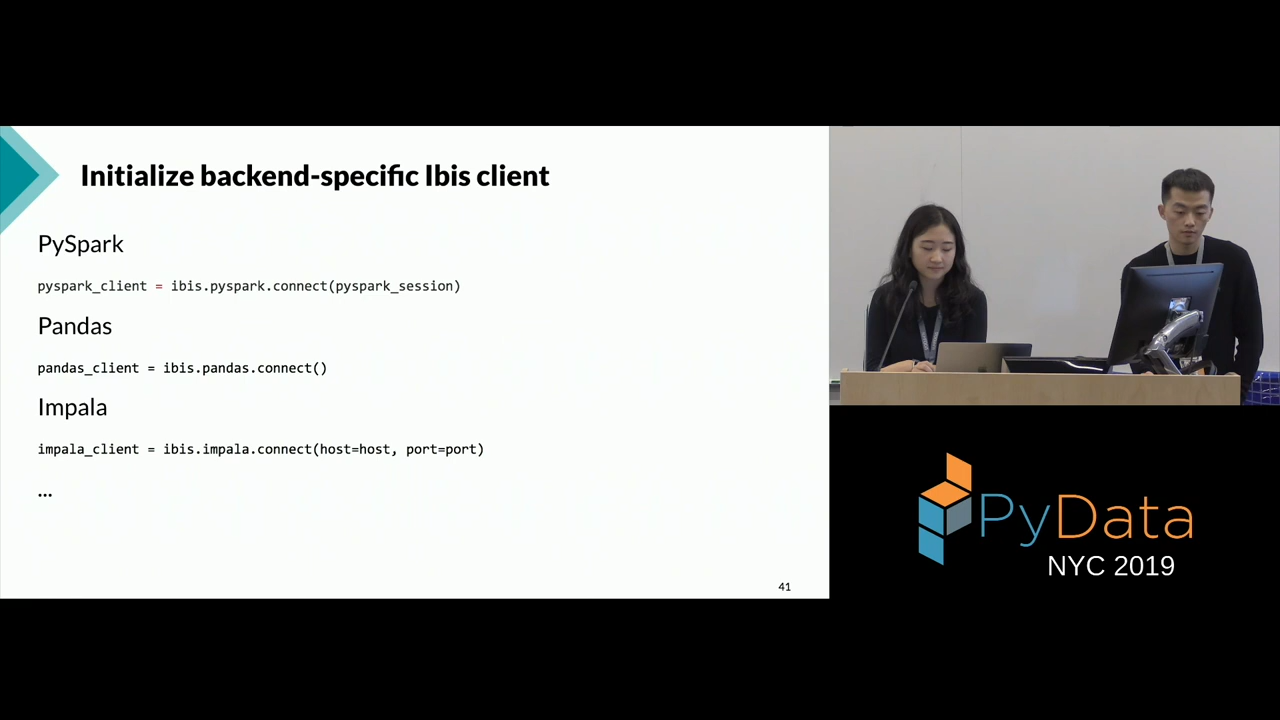 Initialize backend-specific Ibis client
PySpark
pyspark_client = ibis.pyspark.connect(pyspark_session)
Pandas
pandas_client = ibis.pandas.connect()
Impala
impala_client = ibis.impala.connect(host=host, port=port)
...
41
PyData
NYC 2019